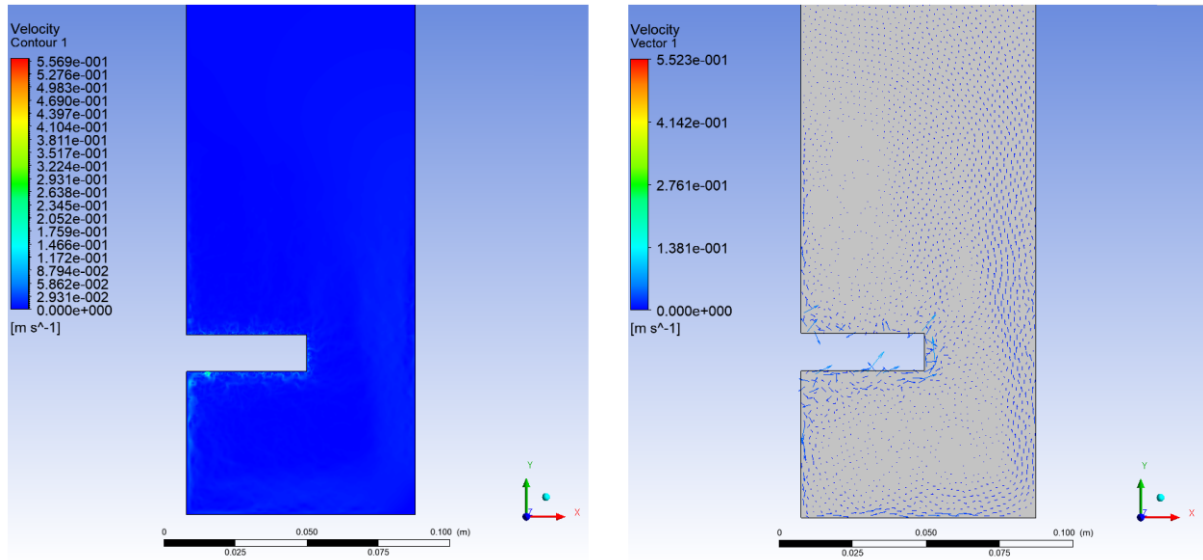 Velocity
Contour 1
5.569e-001
5.276e-001
4.983e-001
4.690e-001
4.397e-001
4.104e-001
3.811e-001
3.517e-001
3.224e-001
2.931e-001
2.638e-001
2.345e-001
2.052e-001
1.759e-001
1.466e-001
1.172e-001
8.794e-002
5.862e-002
2.931e-002
0.000e+000
[m s^-1]
Y
X
Z
0 0.050 0.100 (m)
0.025 0.075
Velocity
Vector 1
5.523e-001
4.142e-001
2.761e-001
1.381e-001
0.000e+000
[m s^-1]
Y
X
Z
0 0.050 0.100 (m)
0.025 0.075